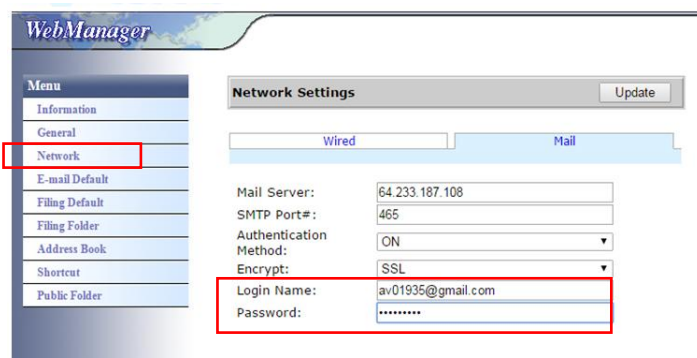 WebManager
Menu
Information
General
Network
E-mail Default
Filing Default
Filing Folder
Address Book
Shortcut
Public Folder
Network Settings
Update
Wired
Mail
Mail Server: 64.233.187.108
SMTP Port#: 465
Authentication
Method: ON
Encrypt: SSL
Login Name: av01935@gmail.com
Password: •••••••••